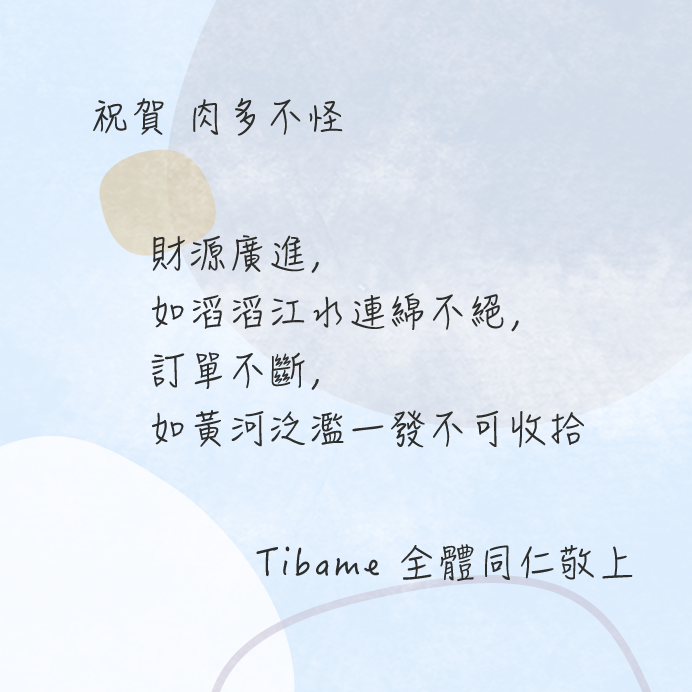 祝賀 肉多不怪
財源廣進,
如滔滔江水連綿不絕,
訂單不斷,
如黃河泛濫一發不可收拾
Tibame 全體同仁敬上